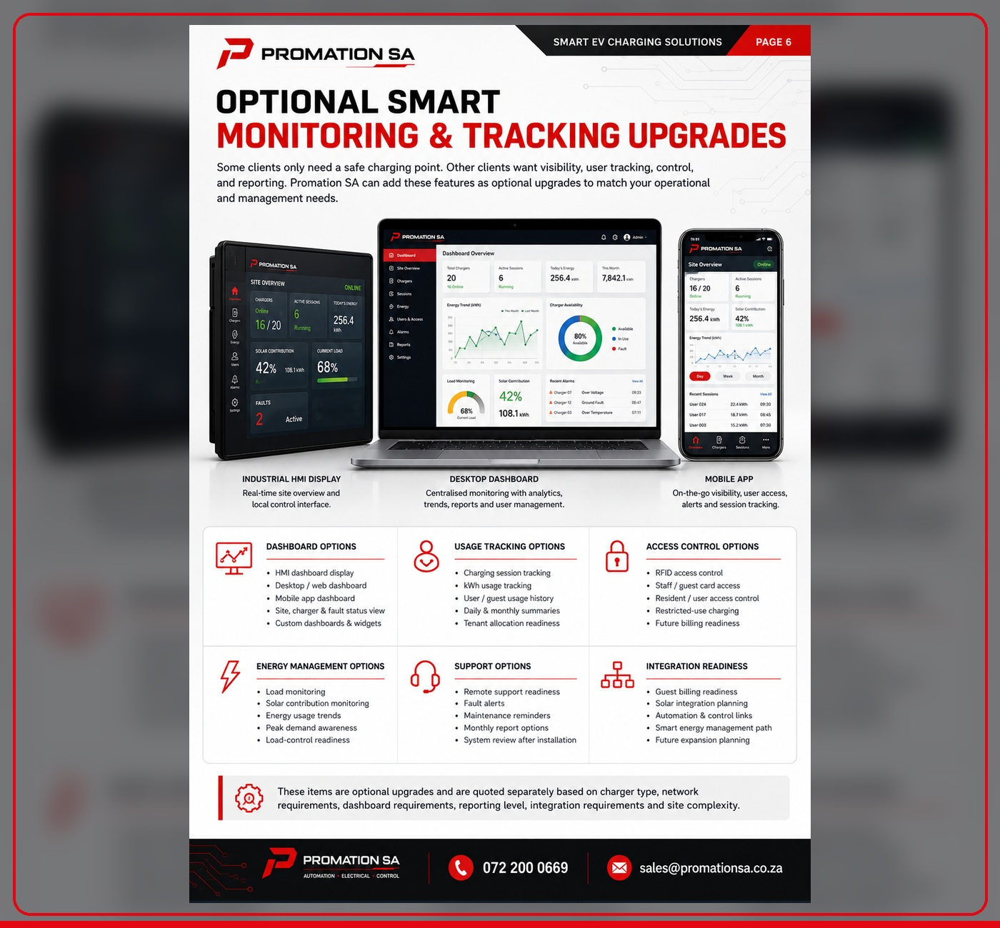 PROMATION SA
SMART EV CHARGING SOLUTIONS
PAGE 6
OPTIONAL SMART
MONITORING & TRACKING UPGRADES
Some clients only need a safe charging point. Other clients want visibility, user tracking, control,
and reporting. Promation SA can add these features as optional upgrades to match your operational
and management needs.
PROMATION SA
SITE OVERVIEW
ONLINE
Chargers
Energy
Users
Alarms
Settings
CHARGERS
Online
16 / 20
ACTIVE SESSIONS
6
Running
TODAY'S ENERGY
256.4
kWh
SOLAR CONTRIBUTION
42%
108.1 kWh
CURRENT LOAD
68%
FAULTS
2
Active
PROMATION SA
Admin
Dashboard
Site Overview
Chargers
Sessions
Energy
Users & Access
Alarms
Reports
Settings
Dashboard Overview
Total Chargers
20
16 Online
Active Sessions
6
Running
Today's Energy
256.4 kWh
This Month
7,842.1 kWh
Energy Trend (kWh)
This Month
Last Month
Charger Availability
80%
Available
Available
In Use
Fault
Load Monitoring
68%
Current Load
Solar Contribution
42%
108.1 kWh
Recent Alarms
View All
Charger 07 Over Voltage 09:23
Charger 12 Ground Fault 08:47
Charger 03 Over Temperature 07:11
PROMATION SA
Site Overview
Online
Chargers
16 / 20
Online
Active Sessions
6
Running
Today's Energy
256.4 kWh
Solar Contribution
42%
108.1 kWh
Energy Trend (kWh)
Day
Week
Month
Recent Sessions
View All
User 024 22.4 kWh 09:30
User 017 18.7 kWh 08:45
User 003 15.2 kWh 07:30
Overview
Chargers
Sessions
More
INDUSTRIAL HMI DISPLAY
Real-time site overview and
local control interface.
DESKTOP DASHBOARD
Centralised monitoring with analytics,
trends, reports and user management.
MOBILE APP
On-the-go visibility, user access,
alerts and session tracking.
DASHBOARD OPTIONS
• HMI dashboard display
• Desktop / web dashboard
• Mobile app dashboard
• Site, charger & fault status view
• Custom dashboards & widgets
USAGE TRACKING OPTIONS
• Charging session tracking
• kWh usage tracking
• User / guest usage history
• Daily & monthly summaries
• Tenant allocation readiness
ACCESS CONTROL OPTIONS
• RFID access control
• Staff / guest card access
• Resident / user access control
• Restricted-use charging
• Future billing readiness
ENERGY MANAGEMENT OPTIONS
• Load monitoring
• Solar contribution monitoring
• Energy usage trends
• Peak demand awareness
• Load-control readiness
SUPPORT OPTIONS
• Remote support readiness
• Fault alerts
• Maintenance reminders
• Monthly report options
• System review after installation
INTEGRATION READINESS
• Guest billing readiness
• Solar integration planning
• Automation & control links
• Smart energy management path
• Future expansion planning
These items are optional upgrades and are quoted separately based on charger type, network
requirements, dashboard requirements, reporting level, integration requirements and site complexity.
PROMATION SA
AUTOMATION · ELECTRICAL · CONTROL
072 200 0669
sales@promationsa.co.za